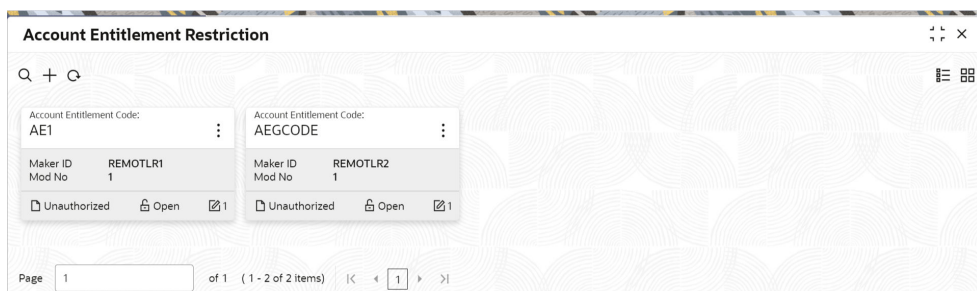 Account Entitlement Restriction
Account Entitlement Code:
AE1
Maker ID REMOTLR1
Mod No 1
Unauthorized Open 1
Account Entitlement Code:
AEGCODE
Maker ID REMOTLR2
Mod No 1
Unauthorized Open 1
Page 1 of 1 ( 1 - 2 of 2 items) 1